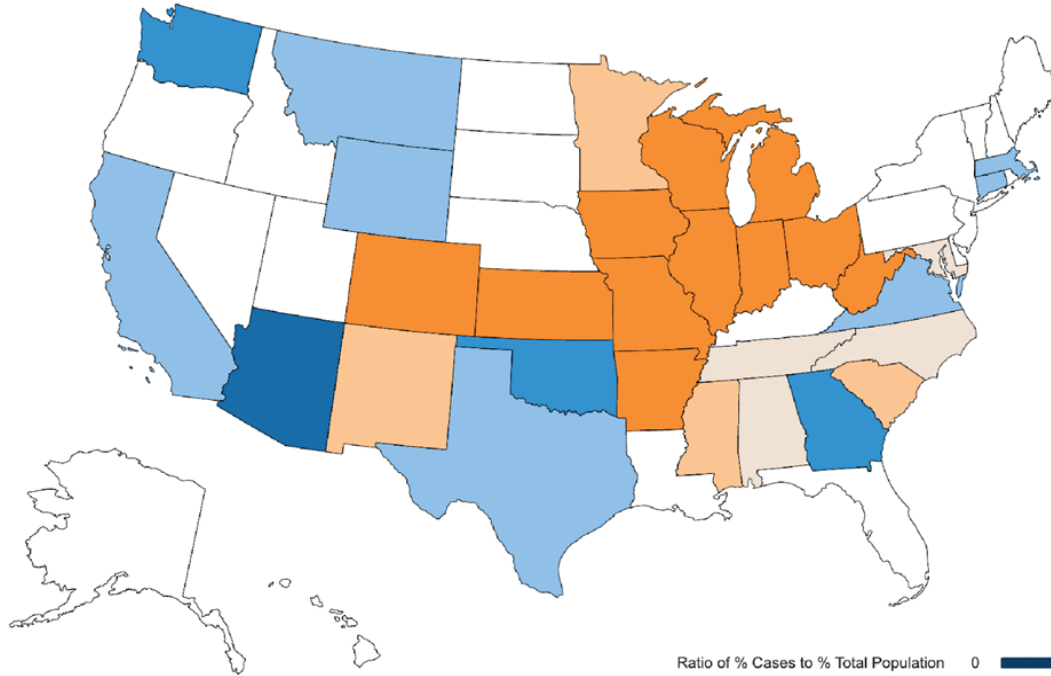 Ratio of % Cases to % Total Population 0